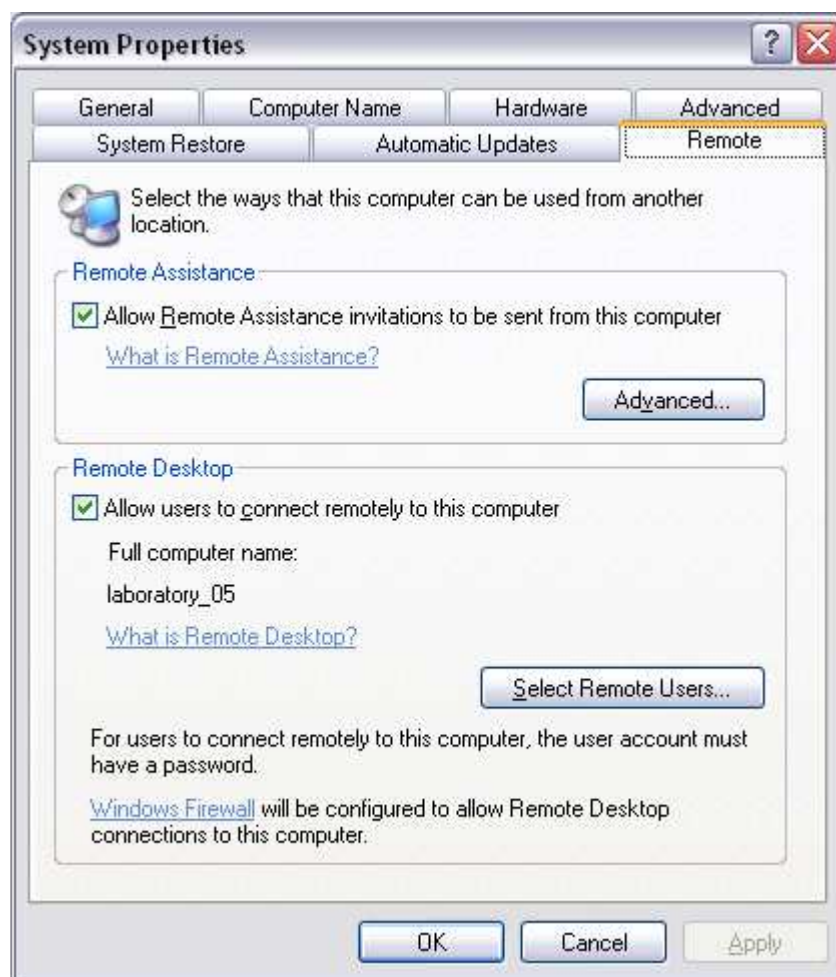 System Properties
General Computer Name Hardware Advanced
System Restore Automatic Updates Remote
Select the ways that this computer can be used from another
location.
Remote Assistance
Allow Remote Assistance invitations to be sent from this computer
What is Remote Assistance?
Advanced...
Remote Desktop
Allow users to connect remotely to this computer
Full computer name:
laboratory_05
What is Remote Desktop?
Select Remote Users...
For users to connect remotely to this computer, the user account must
have a password.
Windows Firewall will be configured to allow Remote Desktop
connections to this computer.
OK Cancel Apply